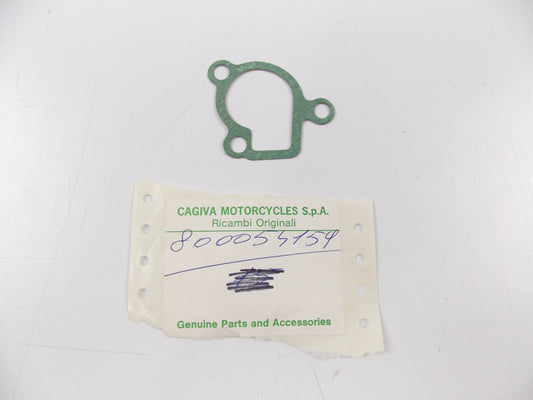 CAGIVA MOTORCYCLES S.p.A.
Ricambi Originali
800054154
Genuine Parts and Accessories